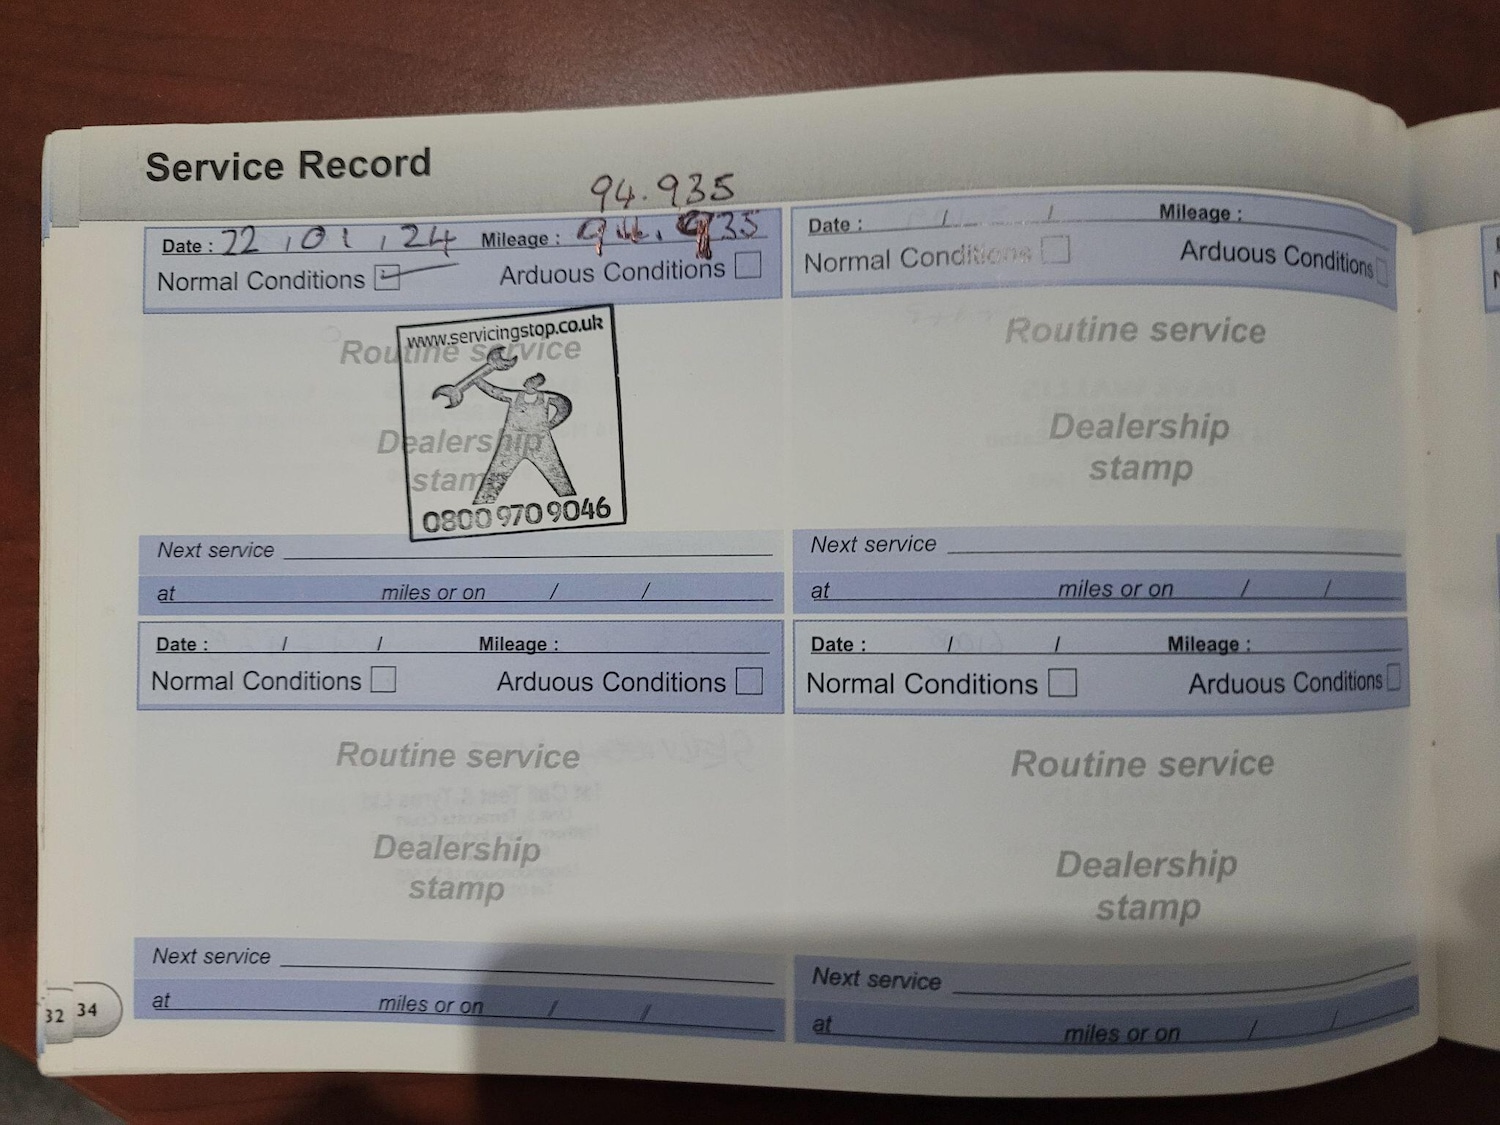 Service Record
94.935
Date : 22 / 01 / 24 Mileage : 94.935
Normal Conditions Arduous Conditions
www.servicingstop.co.uk
Routine service
Dealership
stamp
0800 970 9046
Next service
at miles or on / /
Date : / / Mileage :
Normal Conditions Arduous Conditions
Routine service
Dealership
stamp
Next service
at miles or on / /
Date : / / Mileage :
Normal Conditions Arduous Conditions
Routine service
Dealership
stamp
Next service
at miles or on / /
Date : / / Mileage :
Normal Conditions Arduous Conditions
Routine service
Dealership
stamp
Next service
at miles or on / /
32 34